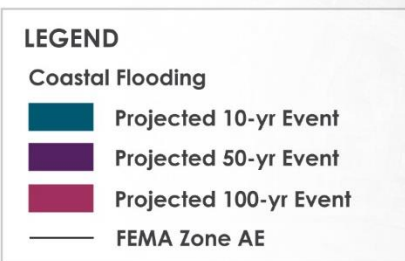 LEGEND
Coastal Flooding
Projected 10-yr Event
Projected 50-yr Event
Projected 100-yr Event
FEMA Zone AE